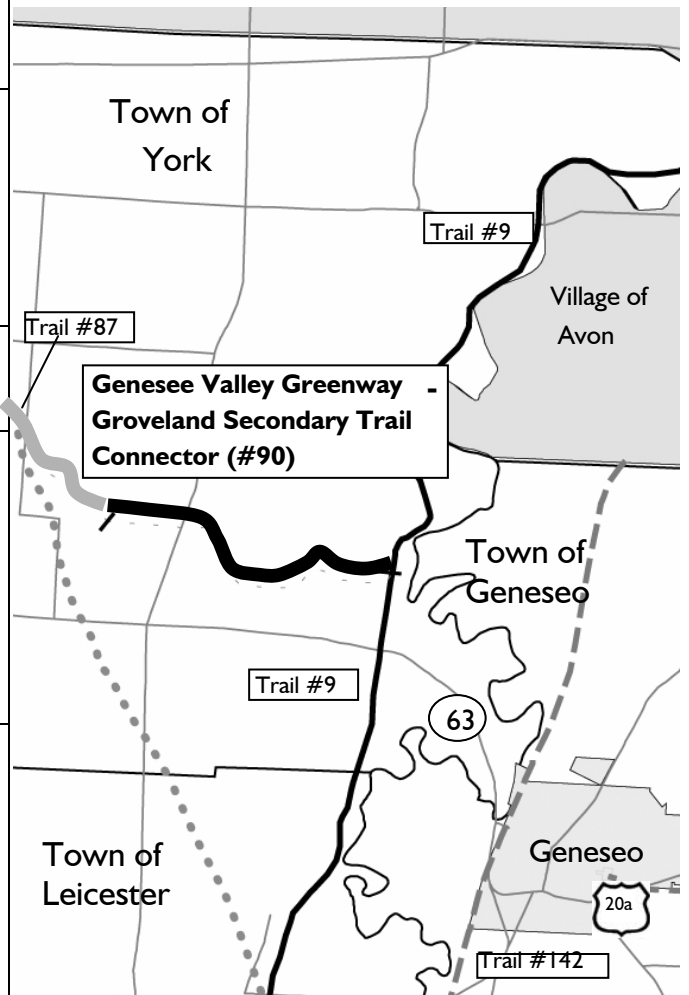 Town of
York
Trail #9
Village of
Avon
Trail #87
Genesee Valley Greenway -
Groveland Secondary Trail
Connector (#90)
Town of
Geneseo
Trail #9
63
Town of
Leicester
Geneseo
20a
Trail #142